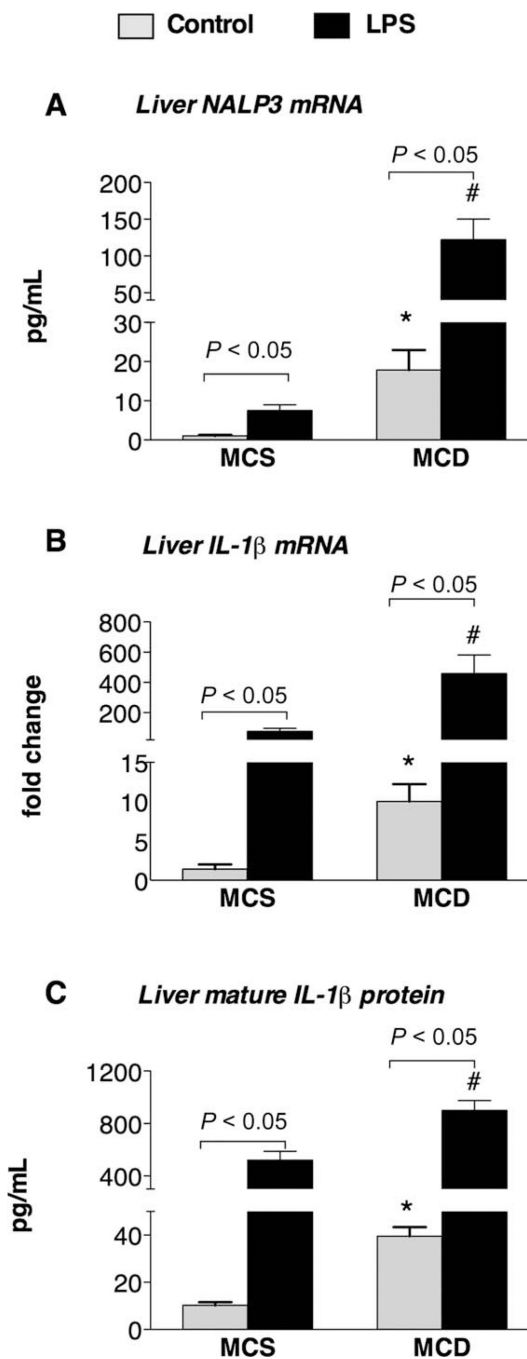 Control LPS
A Liver NALP3 mRNA
P < 0.05
#
200
150
100
50
pg/mL
30
20
10
0
P < 0.05
*
MCS MCD
B Liver IL-1β mRNA
P < 0.05
#
800
600
400
200
fold change
15
10
5
0
P < 0.05
*
MCS MCD
C Liver mature IL-1β protein
P < 0.05
#
1200
800
400
pg/mL
40
20
0
P < 0.05
*
MCS MCD